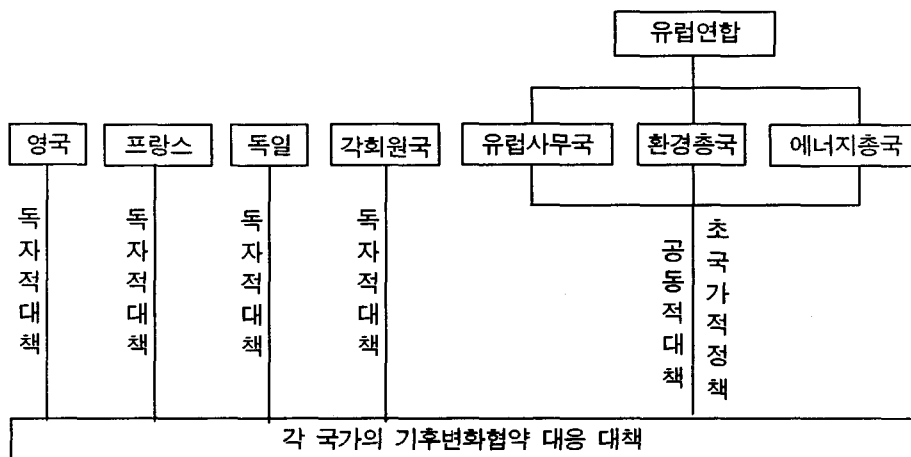 유럽연합
영국
프랑스
독일
각회원국
유럽사무국
환경총국
에너지총국
독자적대책
독자적대책
독자적대책
독자적대책
공동적대책
초국가적정책
각 국가의 기후변화협약 대응 대책